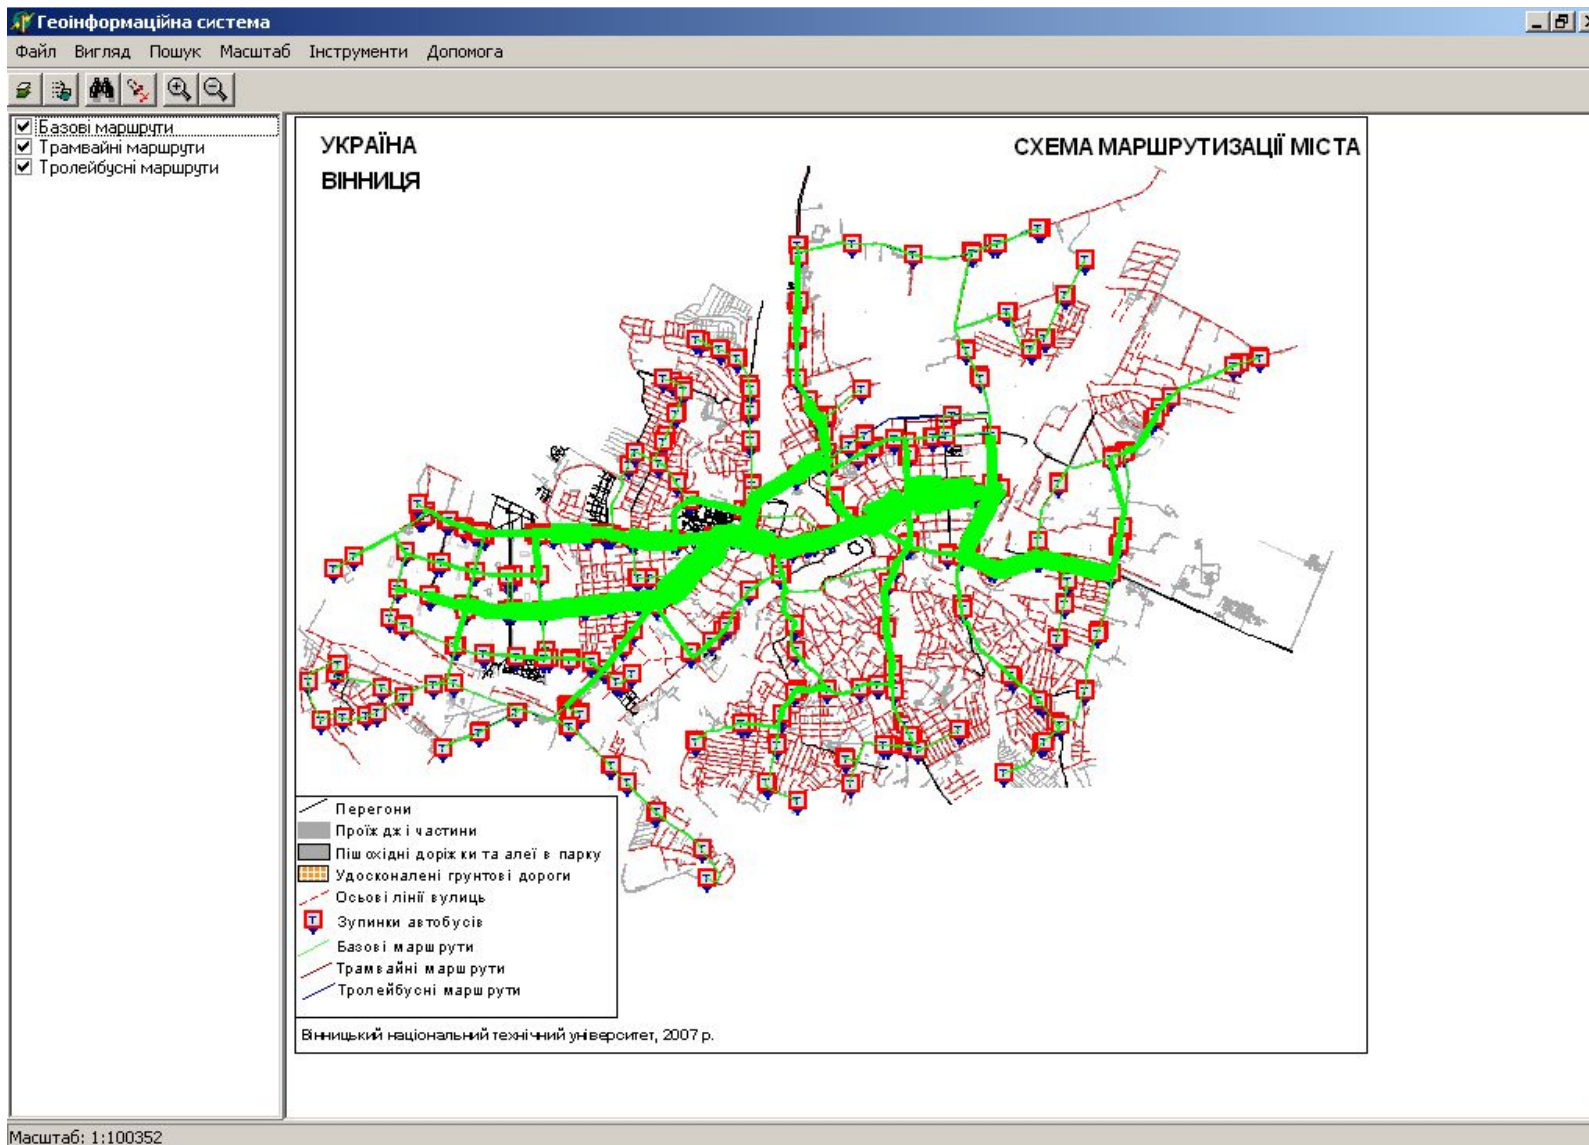 Геоінформаційна система
Файл Вигляд Пошук Масштаб Інструменти Допомога
Базові маршрути
Трамвайні маршрути
Тролейбусні маршрути
УКРАЇНА
ВІННИЦЯ
СХЕМА МАРШРУТИЗАЦІЇ МІСТА
Перегони
Проїжджі частини
Пішохідні доріжки та алеї в парку
Удосконалені грунтові дороги
Осьові лінії вулиць
Зупинки автобусів
Базові маршрути
Трамвайні маршрути
Тролейбусні маршрути
Вінницький національний технічний університет, 2007 р.
Масштаб: 1:100352